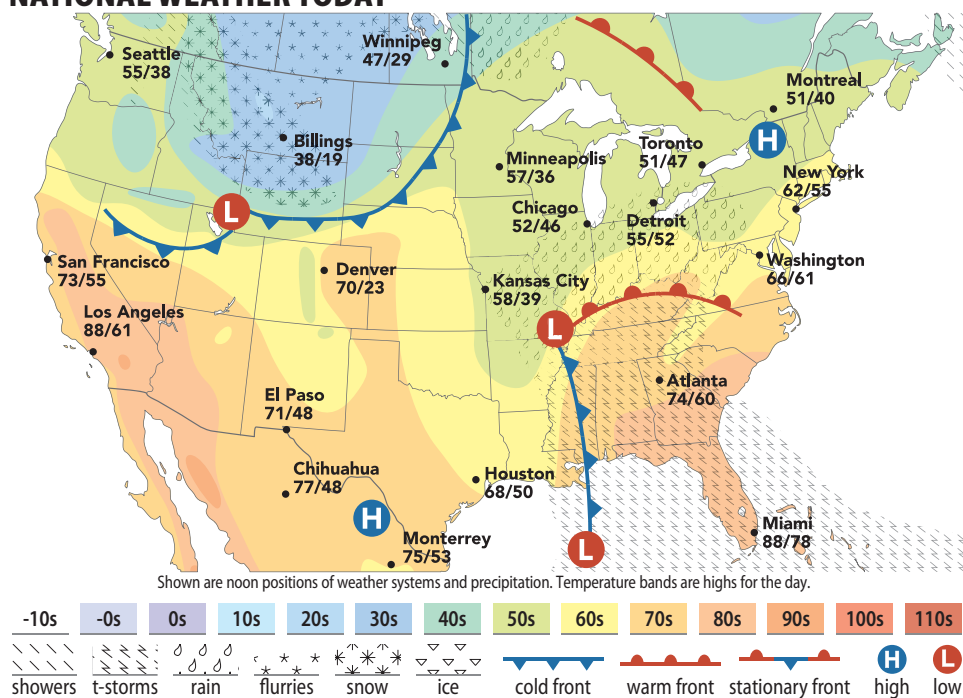 NATIONAL WEATHER TODAY
Seattle
55/38
Winnipeg
47/29
Montreal
51/40
Billings
38/19
Minneapolis
57/36
Toronto
51/47
H
New York
62/55
L
Chicago
52/46
Detroit
55/52
San Francisco
73/55
Denver
70/23
Kansas City
58/39
Washington
66/61
Los Angeles
88/61
L
El Paso
71/48
Atlanta
74/60
Chihuahua
77/48
Houston
68/50
H
Monterrey
75/53
L
Miami
88/78
Shown are noon positions of weather systems and precipitation. Temperature bands are highs for the day.
-10s -0s 0s 10s 20s 30s 40s 50s 60s 70s 80s 90s 100s 110s
H L
showers t-storms rain flurries snow ice cold front warm front stationary front high low